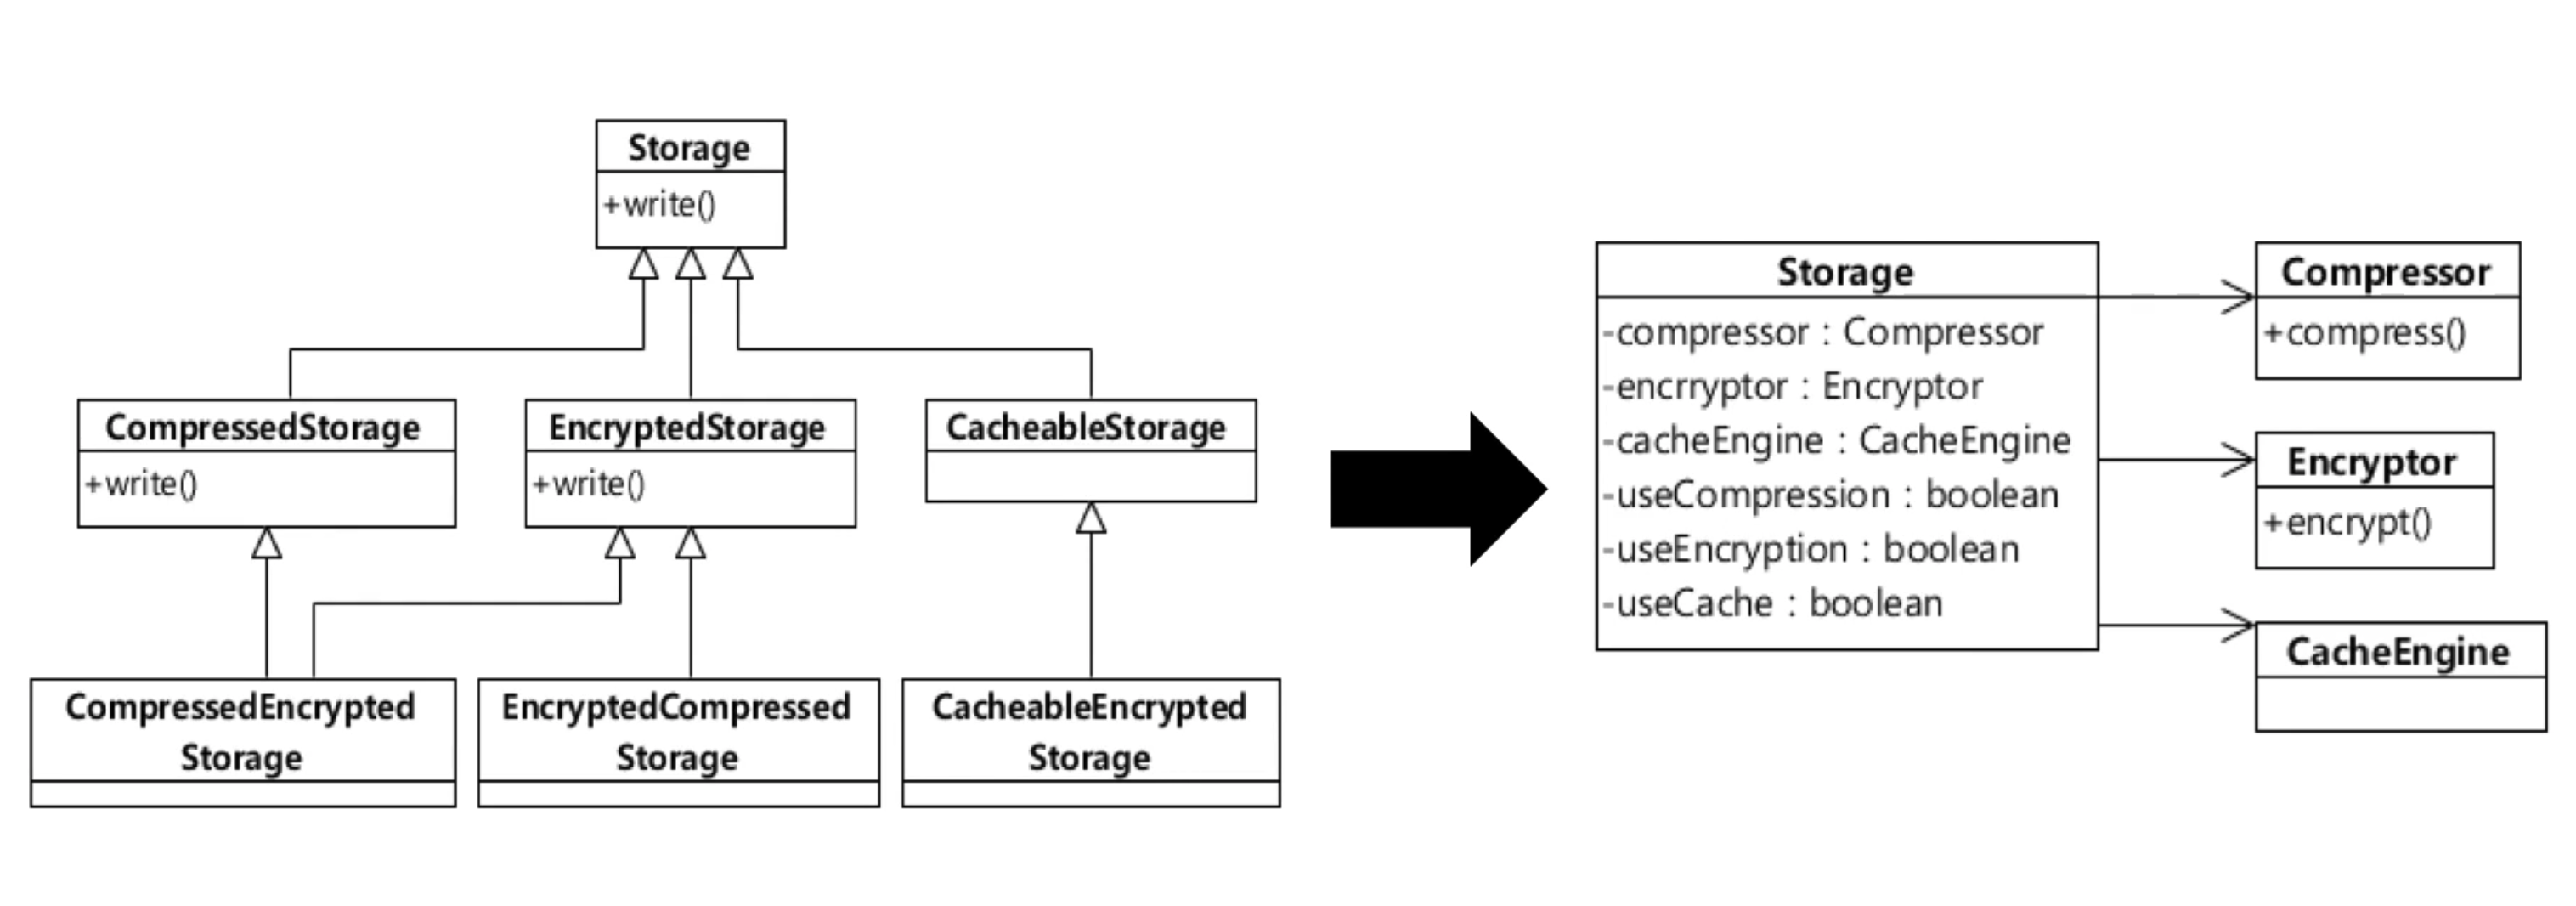 Storage
+write()
CompressedStorage
+write()
EncryptedStorage
+write()
CacheableStorage
CompressedEncrypted
Storage
EncryptedCompressed
Storage
CacheableEncrypted
Storage
Storage
-compressor : Compressor
-encrryptor : Encryptor
-cacheEngine : CacheEngine
-useCompression : boolean
-useEncryption : boolean
-useCache : boolean
Compressor
+compress()
Encryptor
+encrypt()
CacheEngine